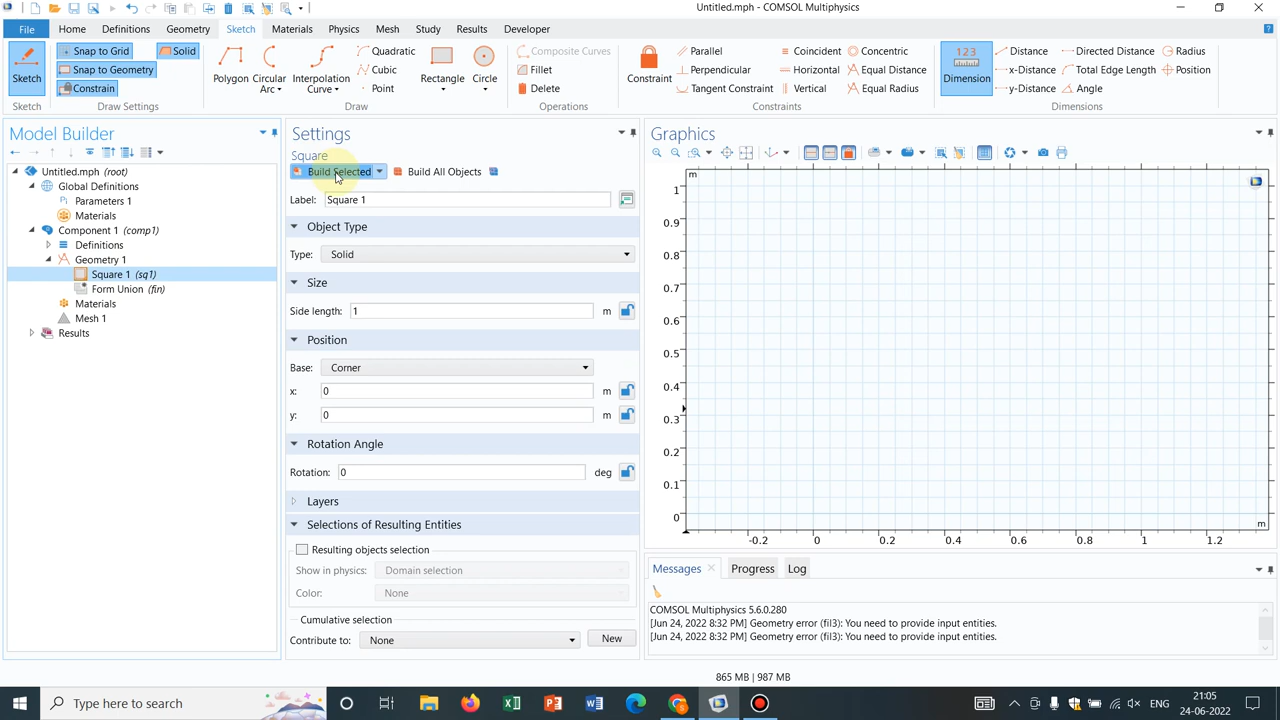 Untitled.mph - COMSOL Multiphysics
File Home Definitions Geometry Sketch Materials Physics Mesh Study Results Developer
Snap to Grid Solid
Snap to Geometry
Constrain
Sketch
Polygon Circular Arc Interpolation Curve
Quadratic
Cubic
Point
Rectangle Circle
Composite Curves
Fillet
Delete
Constraint
Parallel
Perpendicular
Tangent Constraint
Coincident
Horizontal
Vertical
Concentric
Equal Distance
Equal Radius
123
Dimension
Distance
x-Distance
y-Distance
Directed Distance
Total Edge Length
Angle
Radius
Position
Sketch Draw Settings Draw Operations Constraints Dimensions
Model Builder
Untitled.mph (root)
Global Definitions
Parameters 1
Materials
Component 1 (comp1)
Definitions
Geometry 1
Square 1 (sq1)
Form Union (fin)
Materials
Mesh 1
Results
Settings
Square
Build Selected Build All Objects
Label: Square 1
Object Type
Type: Solid
Size
Side length: 1 m
Position
Base: Corner
x: 0 m
y: 0 m
Rotation Angle
Rotation: 0 deg
Layers
Selections of Resulting Entities
Resulting objects selection
Show in physics: Domain selection
Color: None
Cumulative selection
Contribute to: None New
Graphics
m
1
0.9
0.8
0.7
0.6
0.5
0.4
0.3
0.2
0.1
0
m
-0.2 0 0.2 0.4 0.6 0.8 1 1.2
Messages Progress Log
COMSOL Multiphysics 5.6.0.280
[Jun 24, 2022 8:32 PM] Geometry error (fil3): You need to provide input entities.
[Jun 24, 2022 8:32 PM] Geometry error (fil3): You need to provide input entities.
865 MB | 987 MB
Type here to search
ENG
21:05
24-06-2022